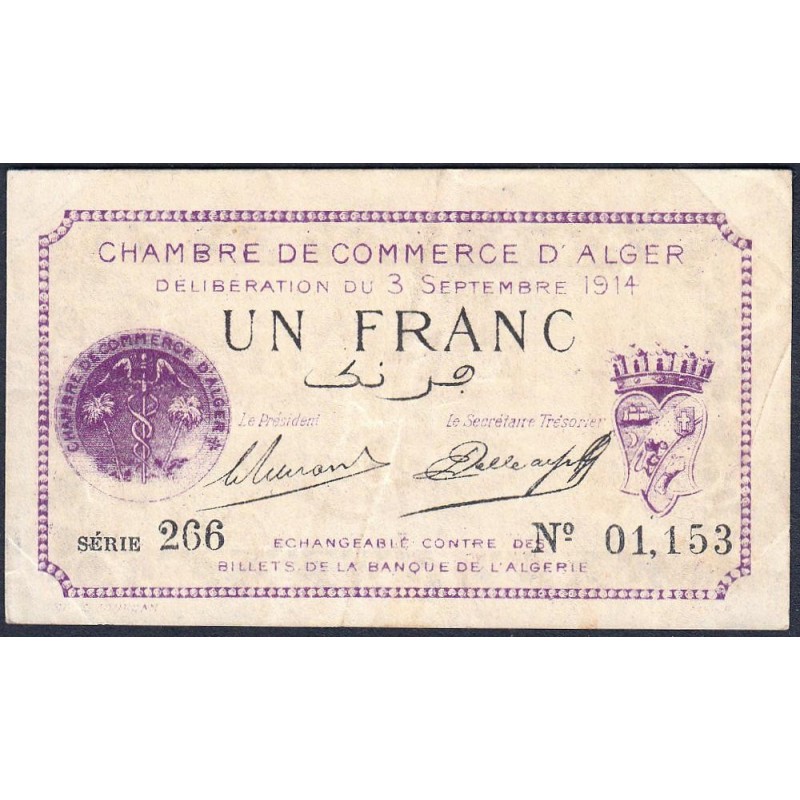 CHAMBRE DE COMMERCE D'ALGER
DÉLIBÉRATION DU 3 SEPTEMBRE 1914
UN FRANC
فرنك
CHAMBRE DE COMMERCE D'ALGER
Le Président
Le Secrétaire Trésorier
SÉRIE 266
Nº 01,153
ECHANGEABLE CONTRE DES
BILLETS DE LA BANQUE DE L'ALGERIE